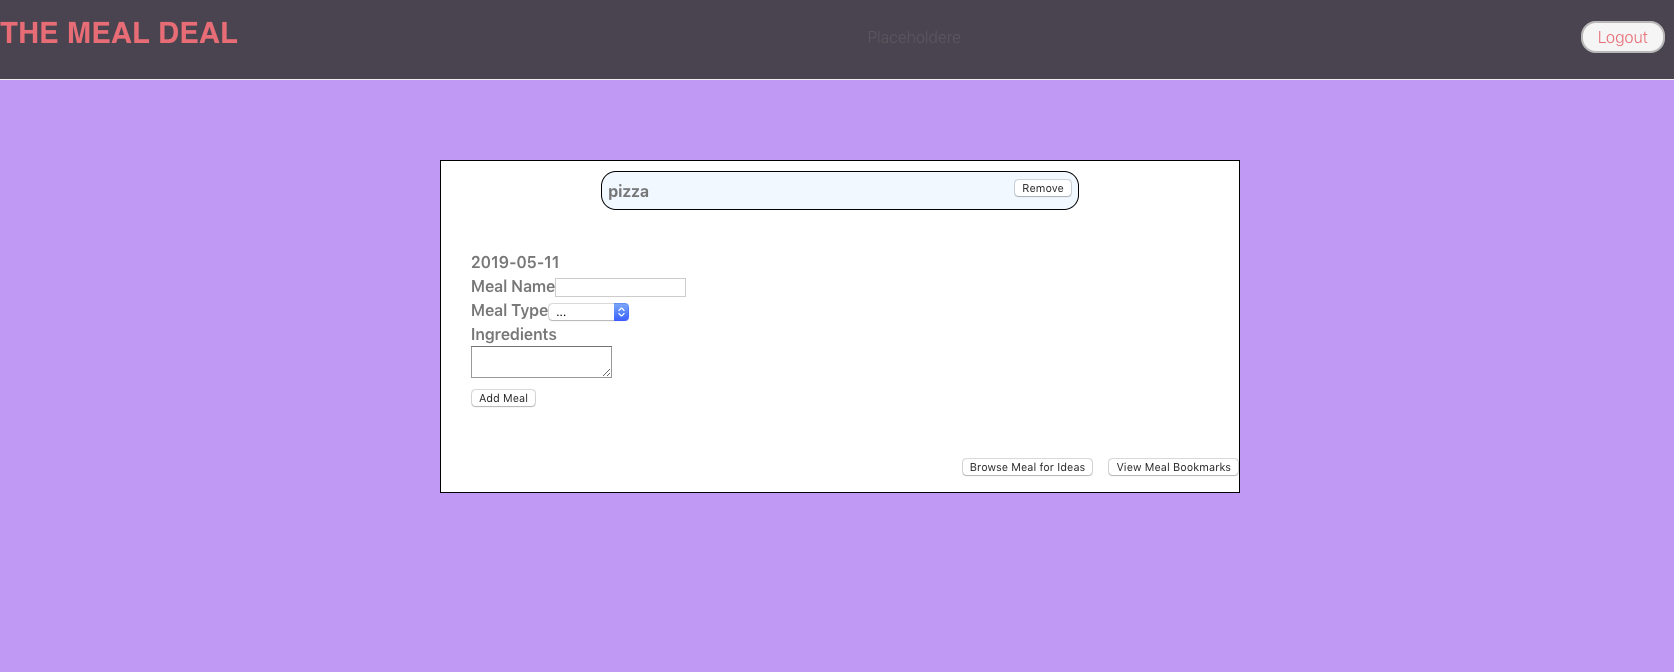 THE MEAL DEAL
Placeholdere
Logout
pizza
Remove
2019-05-11
Meal Name
Meal Type ...
Ingredients
Add Meal
Browse Meal for Ideas
View Meal Bookmarks